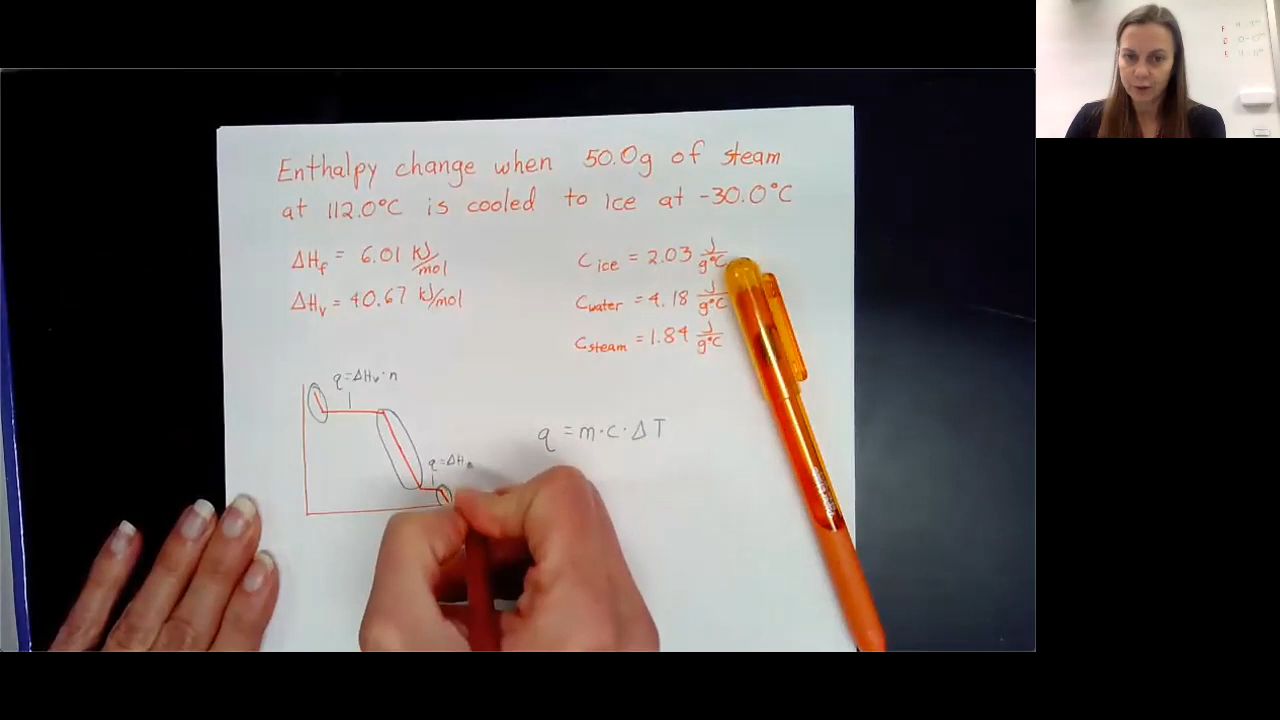 Enthalpy change when 50.0g of steam
at 112.0°C is cooled to Ice at -30.0°C
ΔHf = 6.01 kJ/mol
ΔHv = 40.67 kJ/mol
Cice = 2.03 J/g°C
Cwater = 4.18 J/g°C
Csteam = 1.84 J/g°C
q=ΔHv·n
q = m·c·ΔT
q=ΔH